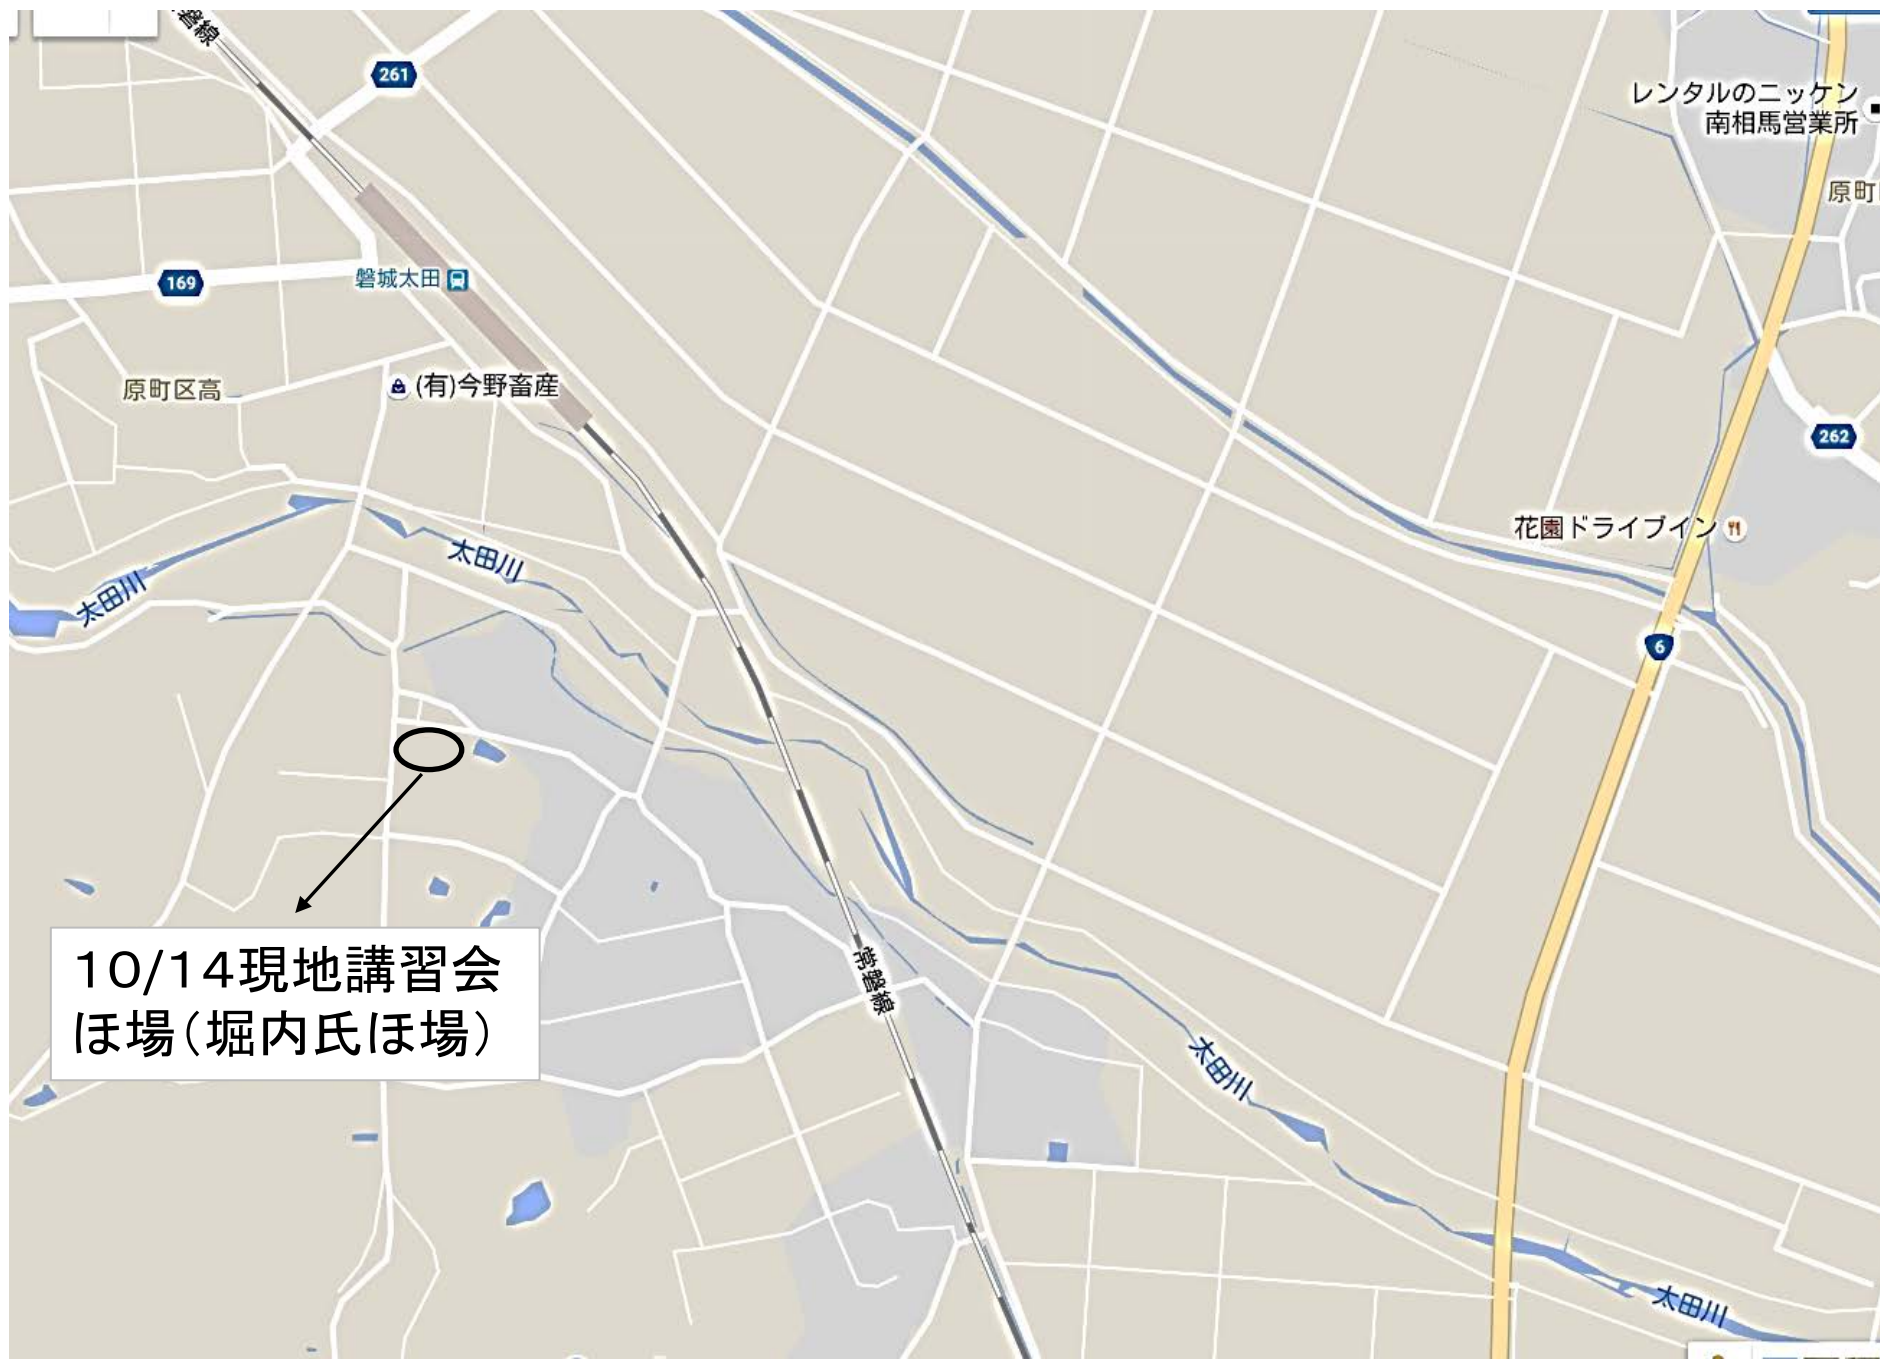 磐線
261
レンタルのニッケン
南相馬営業所
原町
169
磐城太田
原町区高
(有)今野畜産
262
花園ドライブイン
太田川
太田川
6
10/14現地講習会
ほ場(堀内氏ほ場)
常磐線
太田川
太田川